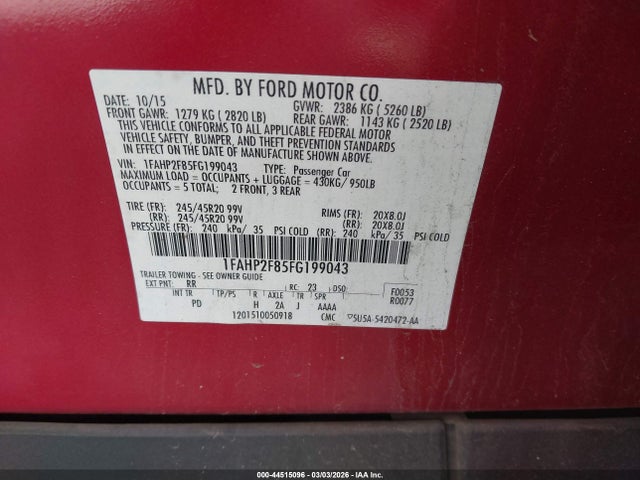 MFD. BY FORD MOTOR CO.
DATE: 10/15 GVWR: 2386 KG ( 5260 LB)
FRONT GAWR: 1279 KG ( 2820 LB) REAR GAWR: 1143 KG ( 2520 LB)
THIS VEHICLE CONFORMS TO ALL APPLICABLE FEDERAL MOTOR
VEHICLE SAFETY, BUMPER, AND THEFT PREVENTION STANDARDS
IN EFFECT ON THE DATE OF MANUFACTURE SHOWN ABOVE.
VIN: 1FAHP2F85FG199043 TYPE: Passenger Car
MAXIMUM LOAD = OCCUPANTS + LUGGAGE = 430KG/ 950LB
OCCUPANTS = 5 TOTAL; 2 FRONT, 3 REAR
TIRE (FR): 245/45R20 99V RIMS (FR): 20X8.0J
(RR): 245/45R20 99V (RR): 20X8.0J
PRESSURE (FR): 240 kPa/ 35 PSI COLD (RR): 240 kPa/ 35 PSI COLD
1FAHP2F85FG199043
TRAILER TOWING - SEE OWNER GUIDE
EXT PNT: RR RC: 23 DSO: F0053
INT TR TP/PS R AXLE TR SPR R0077
PD H 2A J AAAA
1201510050918 CMC ▽5U5A-5420472-AA
000-44515096 - 03/03/2026 - IAA Inc.